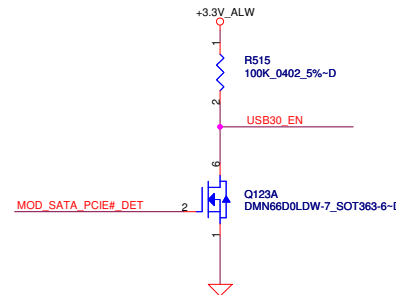 +3.3V_ALW
1
R515
100K_0402_5%~D
2
USB30_EN
6
Q123A
DMN66D0LDW-7_SOT363-6~D
MOD_SATA_PCIE#_DET
2
1